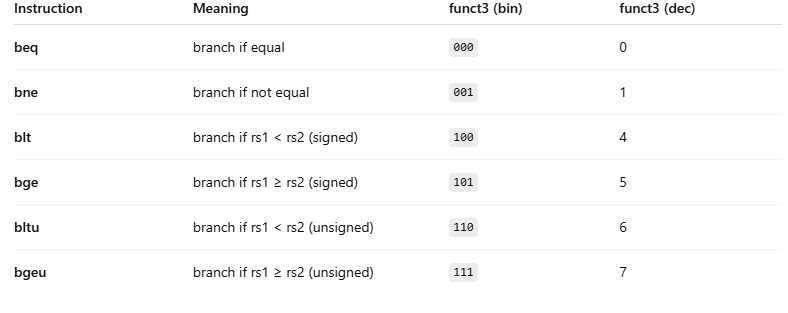 Instruction Meaning funct3 (bin) funct3 (dec)
beq branch if equal 000 0
bne branch if not equal 001 1
blt branch if rs1 < rs2 (signed) 100 4
bge branch if rs1 ≥ rs2 (signed) 101 5
bltu branch if rs1 < rs2 (unsigned) 110 6
bgeu branch if rs1 ≥ rs2 (unsigned) 111 7